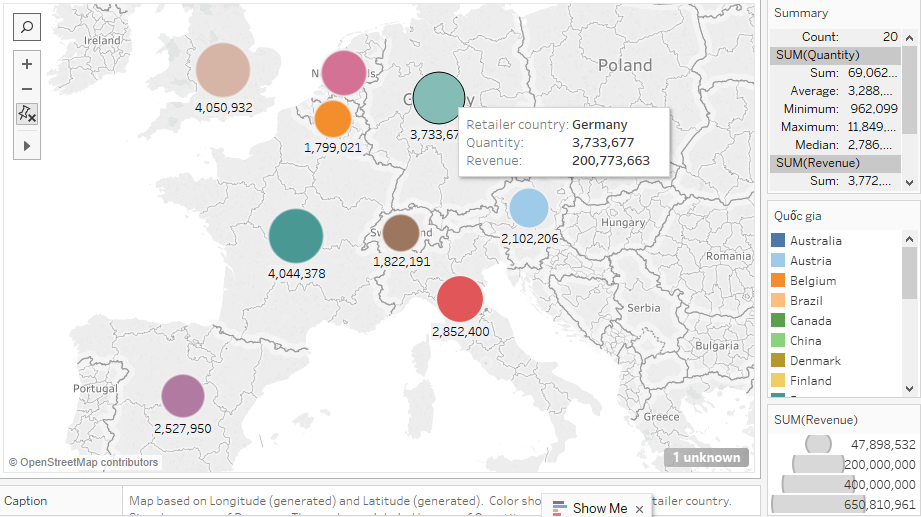 Ireland
Poland
4,050,932
3,733,67
Retailer country: Germany
Quantity: 3,733,677
Revenue: 200,773,663
1,799,021
2,102,206
Hungary
4,044,378
1,822,191
Romania
2,852,400
Serbia
Bulgaria
Portugal
2,527,950
Greece
© OpenStreetMap contributors
1 unknown
Summary
Count: 20
SUM(Quantity)
Sum: 69,062...
Average: 3,288,...
Minimum: 962,099
Maximum: 11,849,...
Median: 2,786,...
SUM(Revenue)
Sum: 3,772,...
Quốc gia
Australia
Austria
Belgium
Brazil
Canada
China
Denmark
Finland
SUM(Revenue)
47,898,532
200,000,000
400,000,000
650,810,961
Caption
Map based on Longitude (generated) and Latitude (generated). Color sho
etailer country.
Show Me